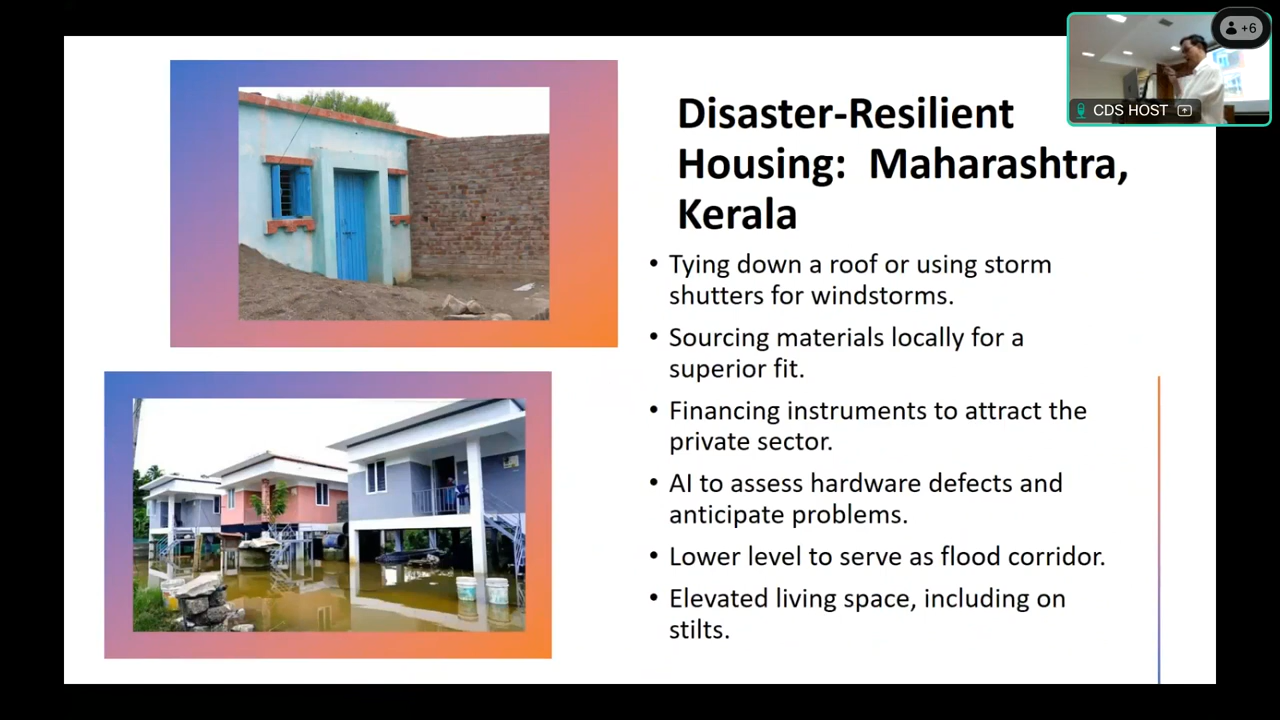 +6
CDS HOST
Disaster-Resilient
Housing:  Maharashtra,
Kerala
• Tying down a roof or using storm
shutters for windstorms.
• Sourcing materials locally for a
superior fit.
• Financing instruments to attract the
private sector.
• AI to assess hardware defects and
anticipate problems.
• Lower level to serve as flood corridor.
• Elevated living space, including on
stilts.